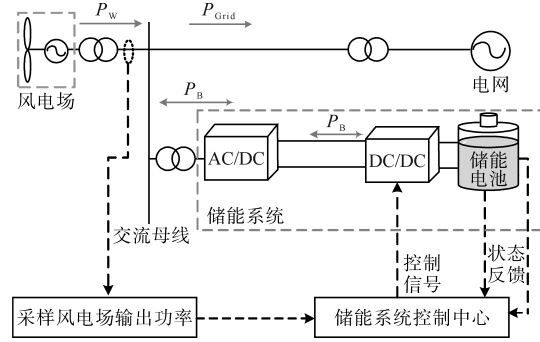 P_W
P_Grid
风电场
电网
P_B
P_B
AC/DC
DC/DC
储能
电池
储能系统
交流母线
控制
信号
状态
反馈
采样风电场输出功率
储能系统控制中心